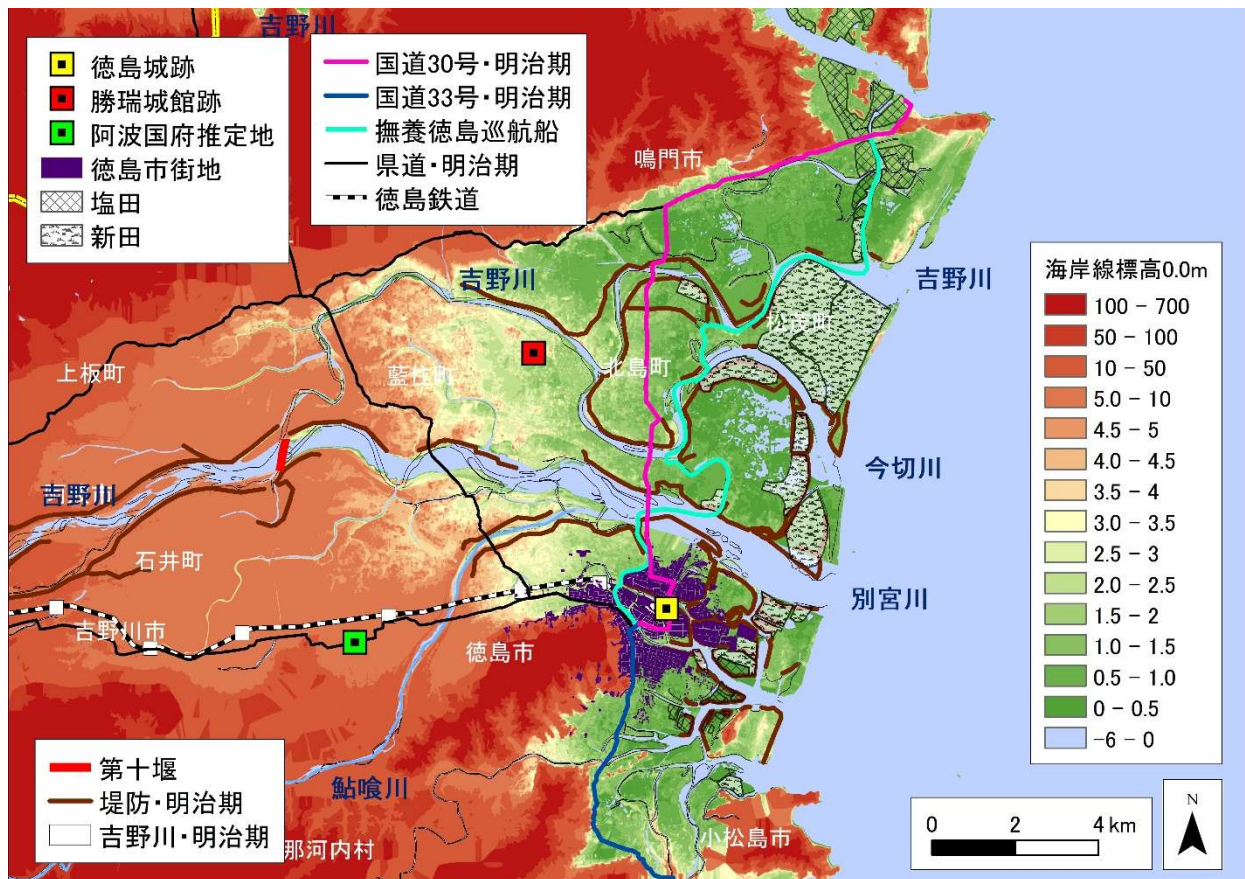 吉野川
徳島城跡
勝瑞城館跡
阿波国府推定地
徳島市街地
塩田
新田
国道30号・明治期
国道33号・明治期
撫養徳島巡航船
県道・明治期
徳島鉄道
鳴門市
吉野川
吉野川
松茂町
北島町
藍住町
上板町
今切川
吉野川
石井町
別宮川
吉野川市
徳島市
鮎喰川
那河内村
小松島市
海岸線標高0.0m
100 - 700
50 - 100
10 - 50
5.0 - 10
4.5 - 5
4.0 - 4.5
3.5 - 4
3.0 - 3.5
2.5 - 3
2.0 - 2.5
1.5 - 2
1.0 - 1.5
0.5 - 1.0
0 - 0.5
-6 - 0
第十堰
堤防・明治期
吉野川・明治期
0 2 4 km
N